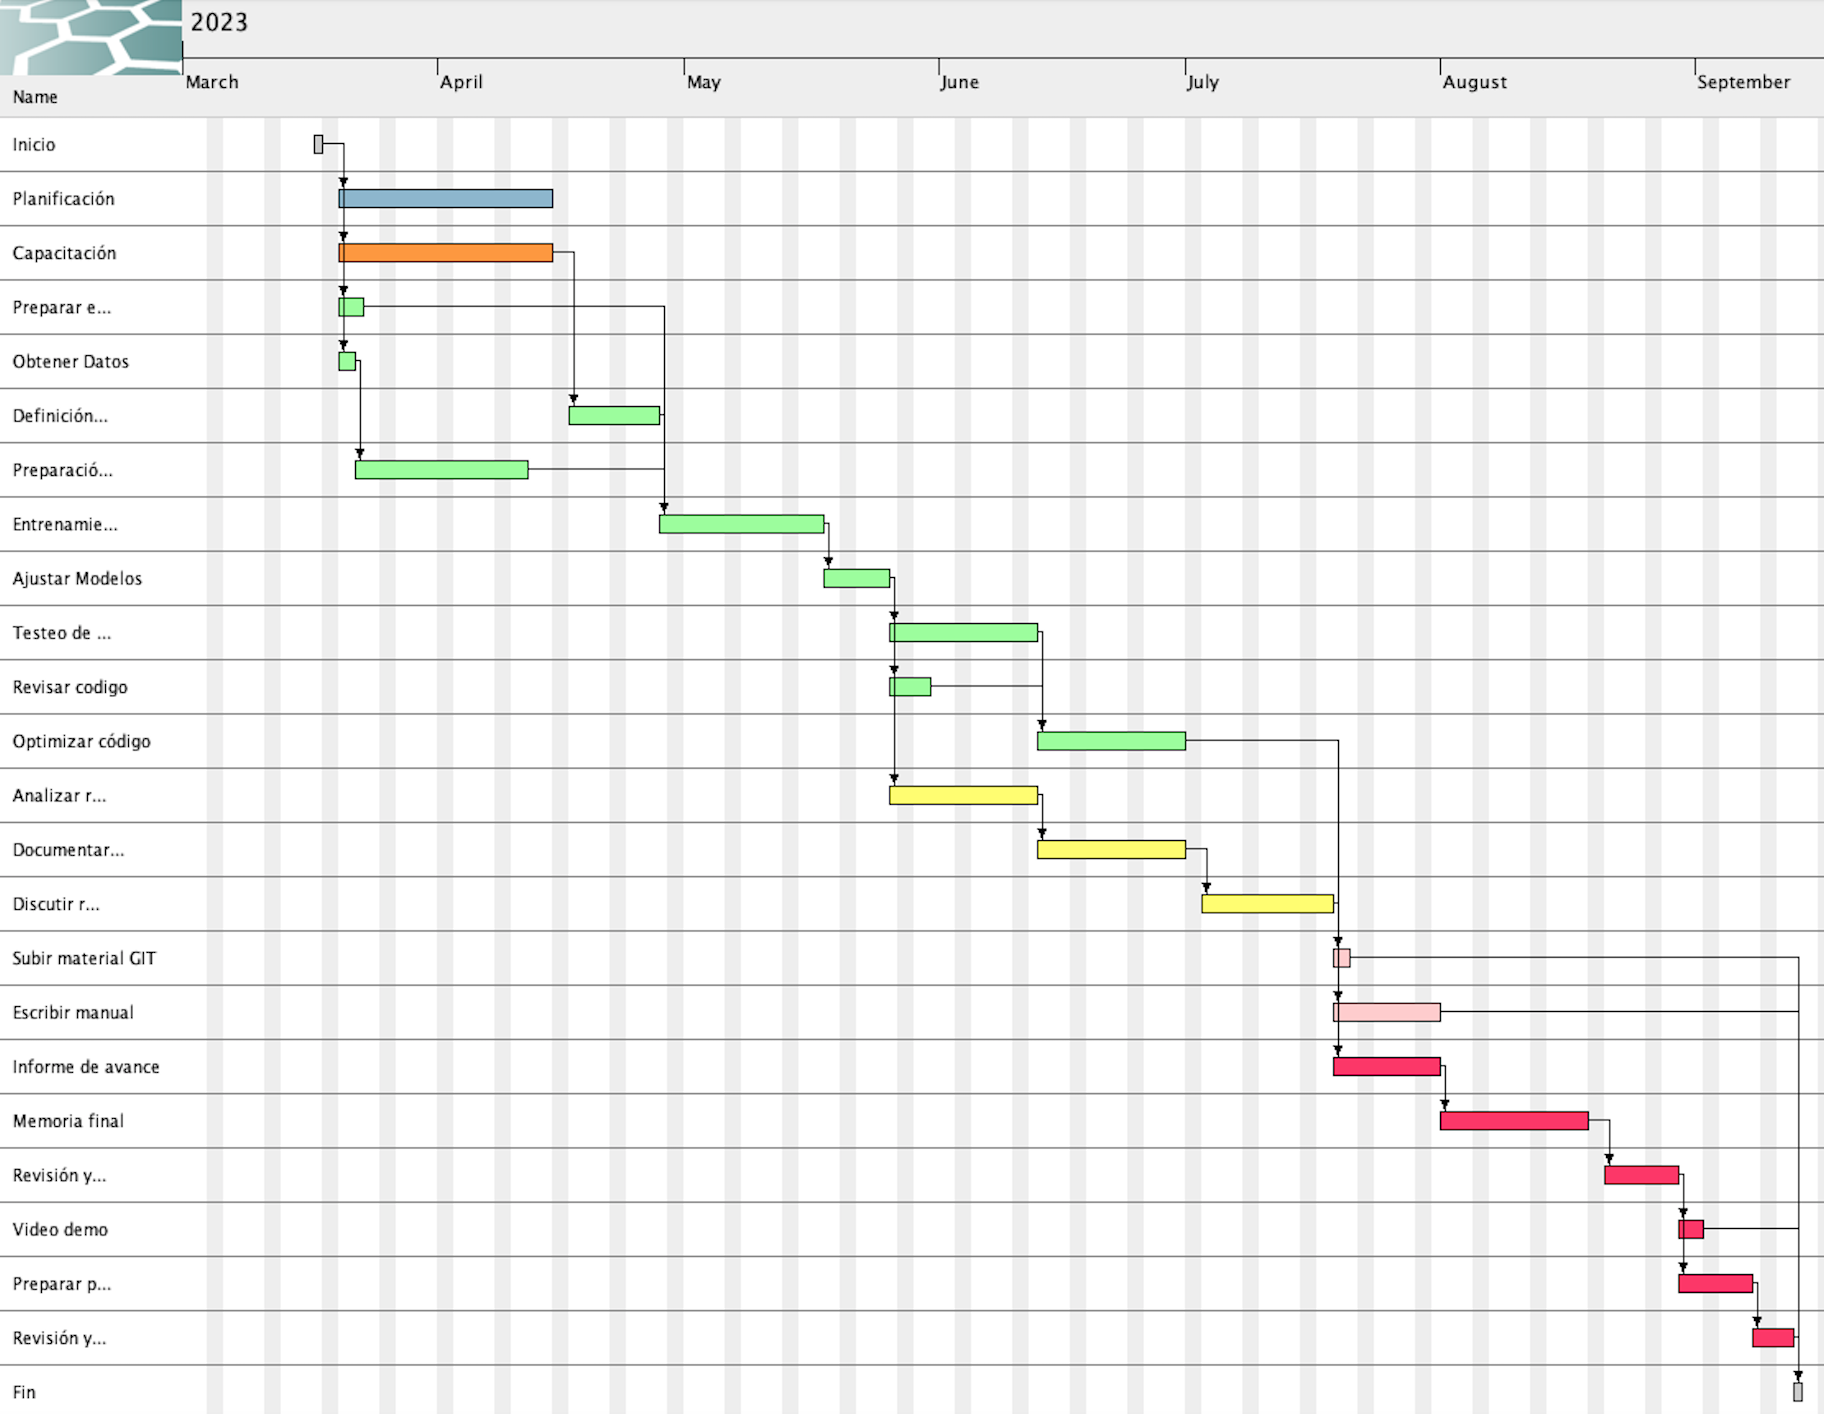 2023
March April May June July August September
Name
Inicio
Planificación
Capacitación
Preparar e...
Obtener Datos
Definición...
Preparació...
Entrenamie...
Ajustar Modelos
Testeo de ...
Revisar codigo
Optimizar código
Analizar r...
Documentar...
Discutir r...
Subir material GIT
Escribir manual
Informe de avance
Memoria final
Revisión y...
Video demo
Preparar p...
Revisión y...
Fin